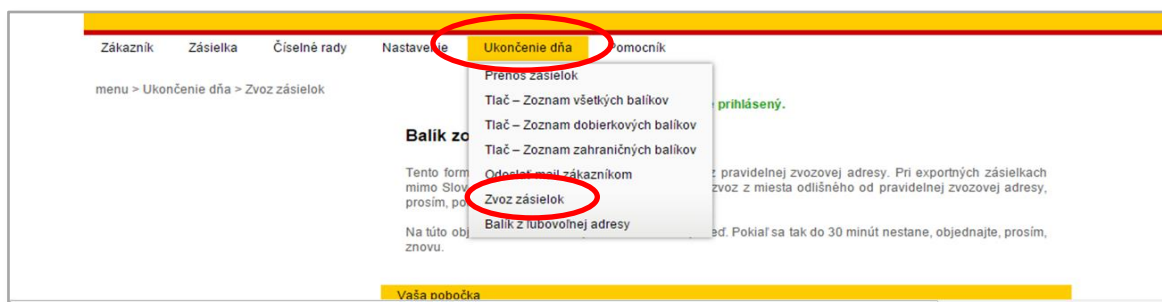 Zákazník Zásielka Číselné rady Nastavenie Ukončenie dňa Pomocník
menu > Ukončenie dňa > Zvoz zásielok
Prenos zásielok
Tlač – Zoznam všetkých balíkov
Tlač – Zoznam dobierkových balíkov
Tlač – Zoznam zahraničných balíkov
Odoslať mail zákazníkom
Zvoz zásielok
Balík z ľubovoľnej adresy
prihlásený.
Balík zo
Tento form z pravidelnej zvozovej adresy. Pri exportných zásielkach
mimo Slov zvoz z miesta odlišného od pravidelnej zvozovej adresy,
prosím, po
Na túto obj eď. Pokiaľ sa tak do 30 minút nestane, objednajte, prosím,
znovu.
Vaša pobočka